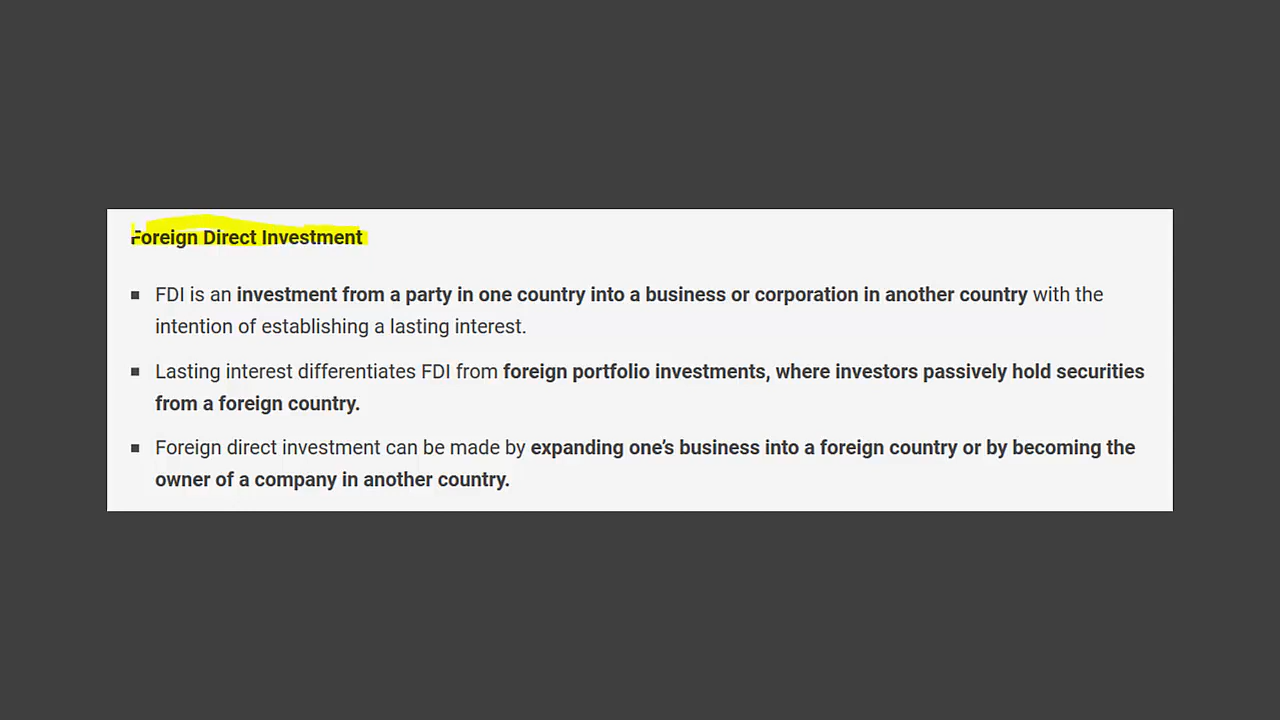 Foreign Direct Investment
▪ FDI is an investment from a party in one country into a business or corporation in another country with the
intention of establishing a lasting interest.
▪ Lasting interest differentiates FDI from foreign portfolio investments, where investors passively hold securities
from a foreign country.
▪ Foreign direct investment can be made by expanding one’s business into a foreign country or by becoming the
owner of a company in another country.